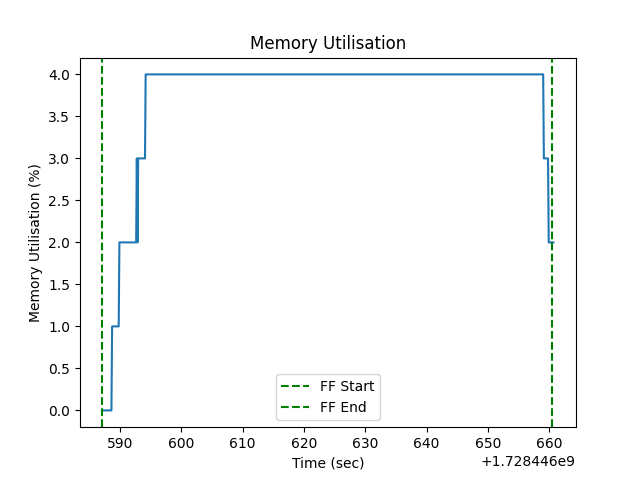 Memory Utilisation
Memory Utilisation (%)
4.0
3.5
3.0
2.5
2.0
1.5
1.0
0.5
0.0
FF Start
FF End
590 600 610 620 630 640 650 660
Time (sec)
+1.728446e9